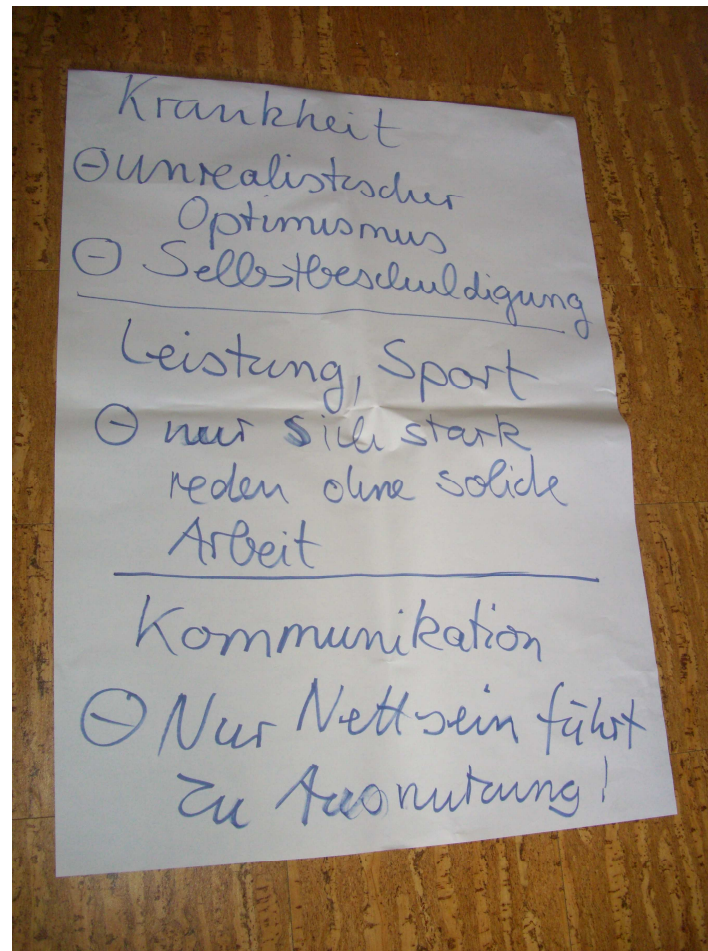 Krankheit
⊖ unrealistischer
Optimismus
⊖ Selbstbeschuldigung
Leistung, Sport
⊖ nur sich stark
reden ohne solide
Arbeit
Kommunikation
⊖ Nur Nettsein führt
zu Ausnutzung!